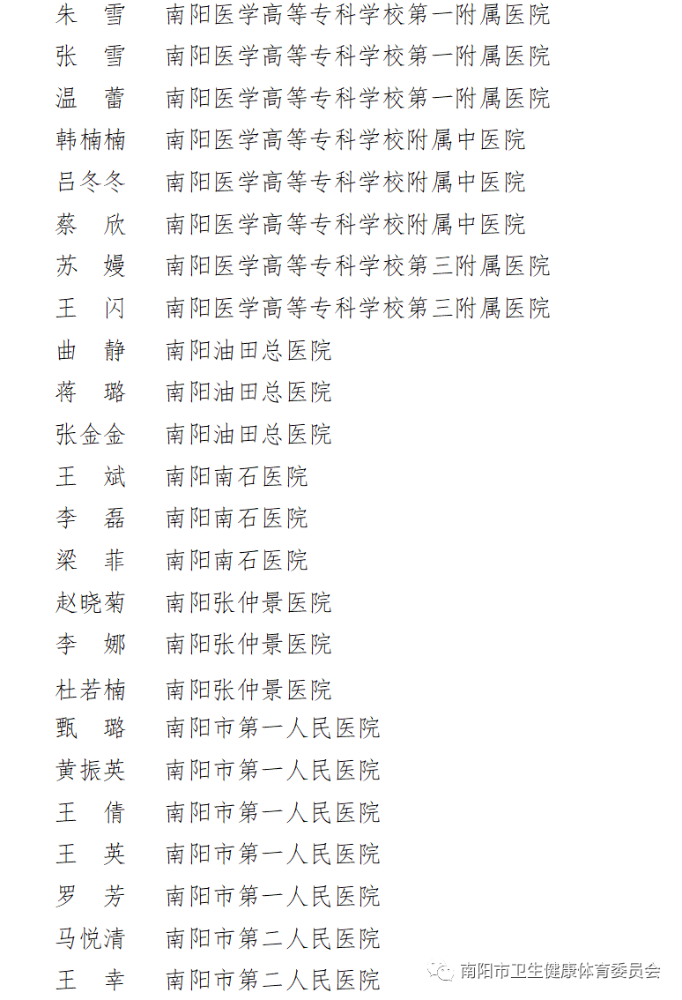 朱　雪　南阳医学高等专科学校第一附属医院
张　雪　南阳医学高等专科学校第一附属医院
温　蕾　南阳医学高等专科学校第一附属医院
韩楠楠　南阳医学高等专科学校附属中医院
吕冬冬　南阳医学高等专科学校附属中医院
蔡　欣　南阳医学高等专科学校附属中医院
苏　嫚　南阳医学高等专科学校第三附属医院
王　闪　南阳医学高等专科学校第三附属医院
曲　静　南阳油田总医院
蒋　璐　南阳油田总医院
张金金　南阳油田总医院
王　斌　南阳南石医院
李　磊　南阳南石医院
梁　菲　南阳南石医院
赵晓菊　南阳张仲景医院
李　娜　南阳张仲景医院
杜若楠　南阳张仲景医院
甄　璐　南阳市第一人民医院
黄振英　南阳市第一人民医院
王　倩　南阳市第一人民医院
王　英　南阳市第一人民医院
罗　芳　南阳市第一人民医院
马悦清　南阳市第二人民医院
王　幸　南阳市第二人民医院
南阳市卫生健康体育委员会